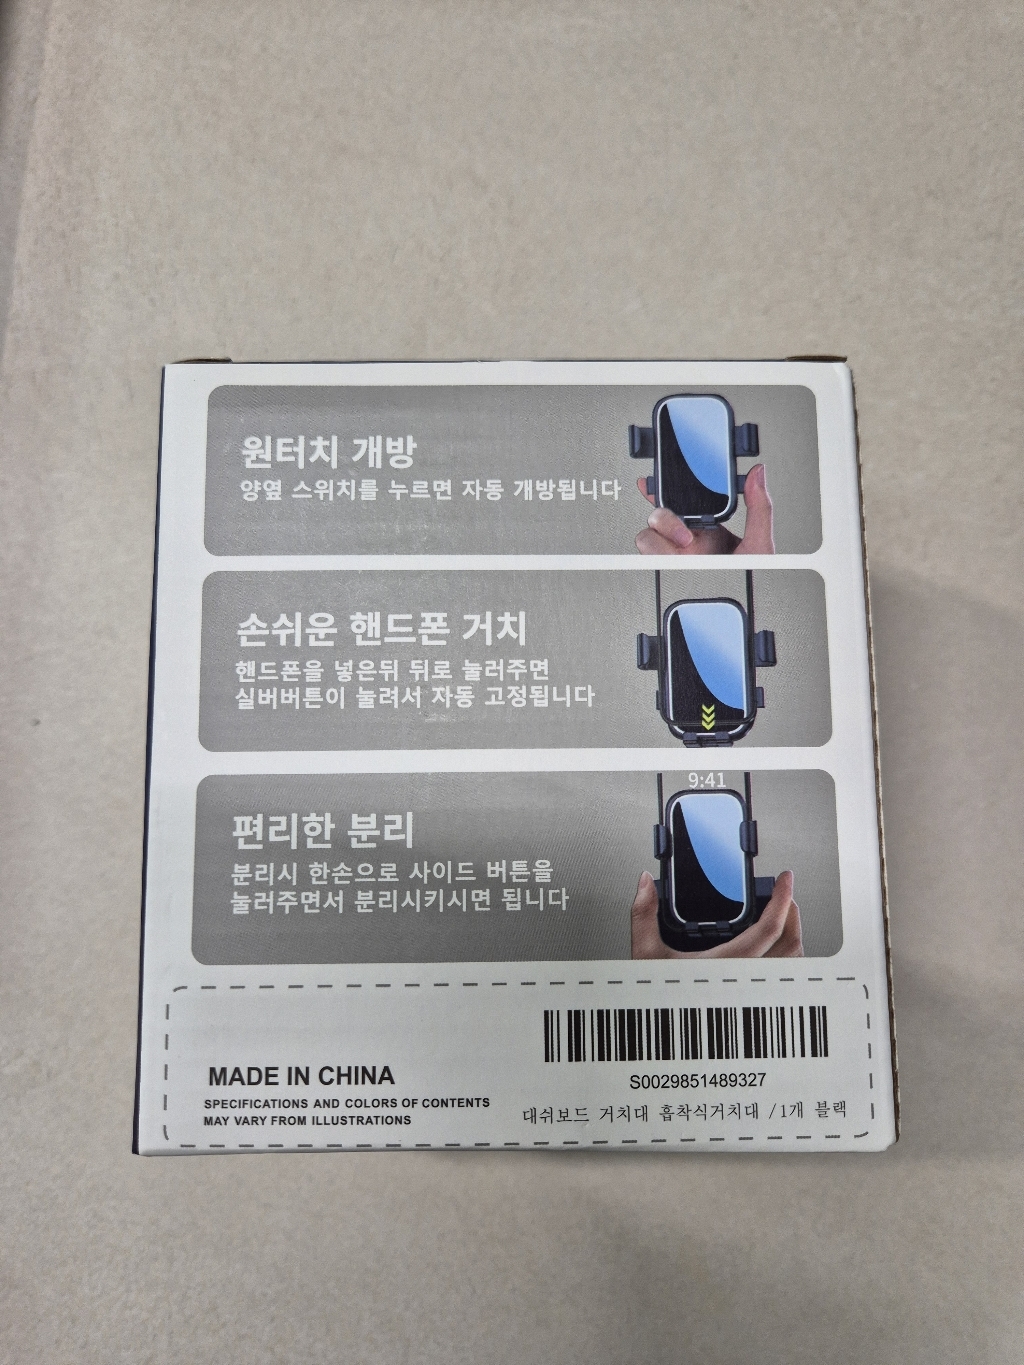 원터치 개방
양옆 스위치를 누르면 자동 개방됩니다
손쉬운 핸드폰 거치
핸드폰을 넣은뒤 뒤로 눌러주면
실버버튼이 눌려서 자동 고정됩니다
9:41
편리한 분리
분리시 한손으로 사이드 버튼을
눌러주면서 분리시키시면 됩니다
MADE IN CHINA
SPECIFICATIONS AND COLORS OF CONTENTS
MAY VARY FROM ILLUSTRATIONS
S0029851489327
대쉬보드 거치대 흡착식거치대 /1개 블랙